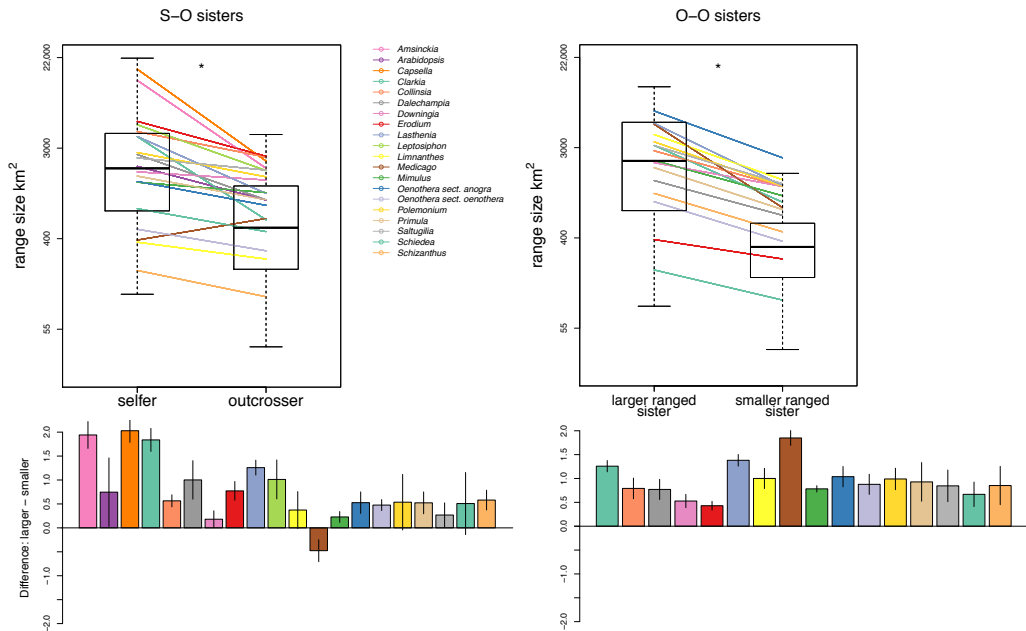 S–O sisters
O–O sisters
range size km2
22,000
3000
400
55
*
selfer
outcrosser
Amsinckia
Arabidopsis
Capsella
Clarkia
Collinsia
Dalechampia
Downingia
Erodium
Lasthenia
Leptosiphon
Limnanthes
Medicago
Mimulus
Oenothera sect. anogra
Oenothera sect. oenothera
Polemonium
Primula
Saltugilia
Schiedea
Schizanthus
range size km2
22,000
3000
400
55
*
larger ranged
sister
smaller ranged
sister
Difference: larger – smaller
2.0
1.5
1.0
0.5
0.0
−1.0
−2.0
2.0
1.5
1.0
0.5
0.0
−1.0
−2.0